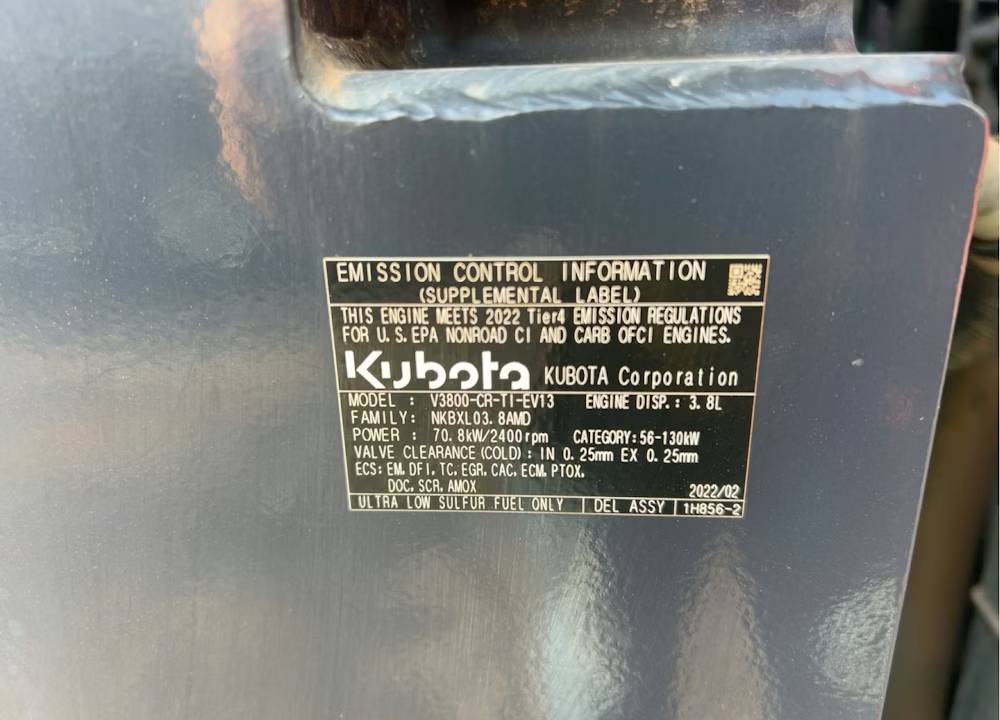 EMISSION CONTROL INFORMATION
(SUPPLEMENTAL LABEL)
THIS ENGINE MEETS 2022 Tier4 EMISSION REGULATIONS
FOR U.S. EPA NONROAD CI AND CARB OFCI ENGINES.
Kubota KUBOTA Corporation
MODEL : V3800-CR-TI-EV13 ENGINE DISP.: 3.8L
FAMILY: NKBXL03.8AMD
POWER : 70.8kW/2400rpm CATEGORY:56-130kW
VALVE CLEARANCE(COLD): IN 0.25mm EX 0.25mm
ECS: EM, DFI, TC, EGR, CAC, ECM, PTOX,
DOC, SCR, AMOX 2022/02
ULTRA LOW SULFUR FUEL ONLY DEL ASSY 1H856-2